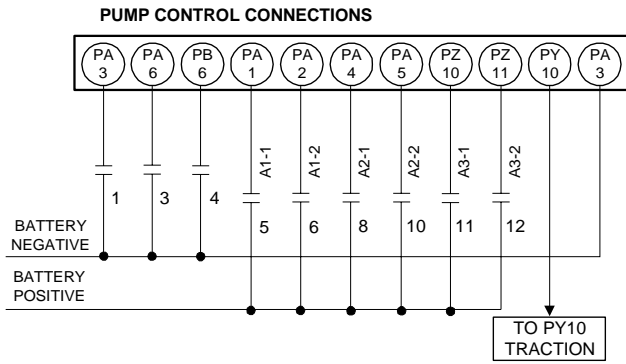 PUMP CONTROL CONNECTIONS
PA 3
PA 6
PB 6
PA 1
PA 2
PA 4
PA 5
PZ 10
PZ 11
PY 10
PA 3
A1-1
A1-2
A2-1
A2-2
A3-1
A3-2
1
3
4
5
6
8
10
11
12
BATTERY
NEGATIVE
BATTERY
POSITIVE
TO PY10
TRACTION